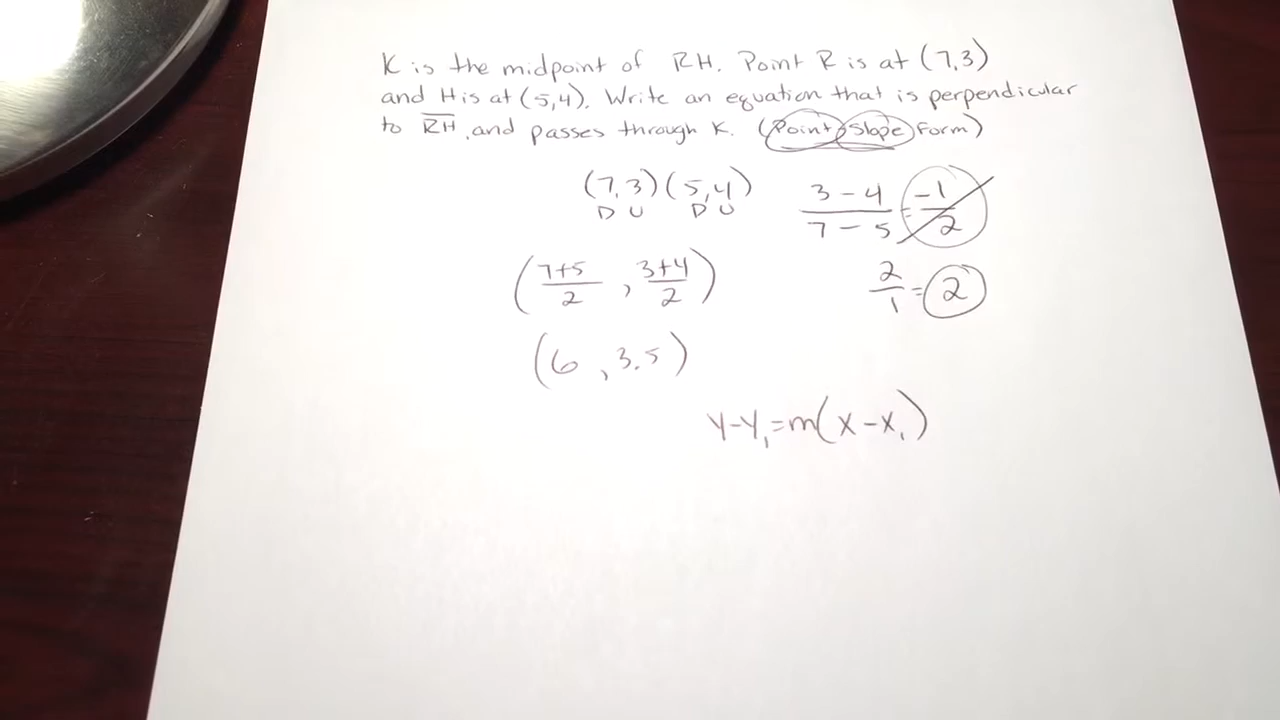 K is the midpoint of RH. Point R is at (7,3)
and H is at (5,4). Write an equation that is perpendicular
to RH, and passes through K. (Point Slope Form)
(7,3)(5,4)
D U D U
3-4/7-5 = -1/2
(7+5/2, 3+4/2)
2/1 = 2
(6, 3.5)
y-y₁=m(x-x₁)